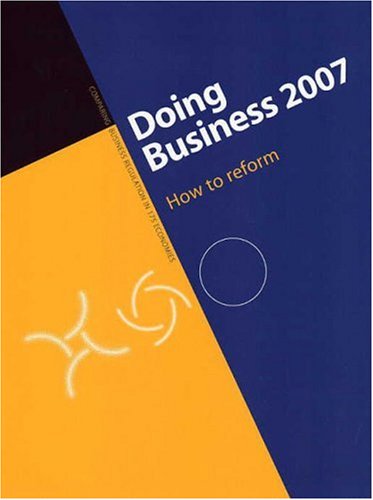 Doing
Business 2007
How to reform
COMPARING BUSINESS REGULATION IN 175 ECONOMIES